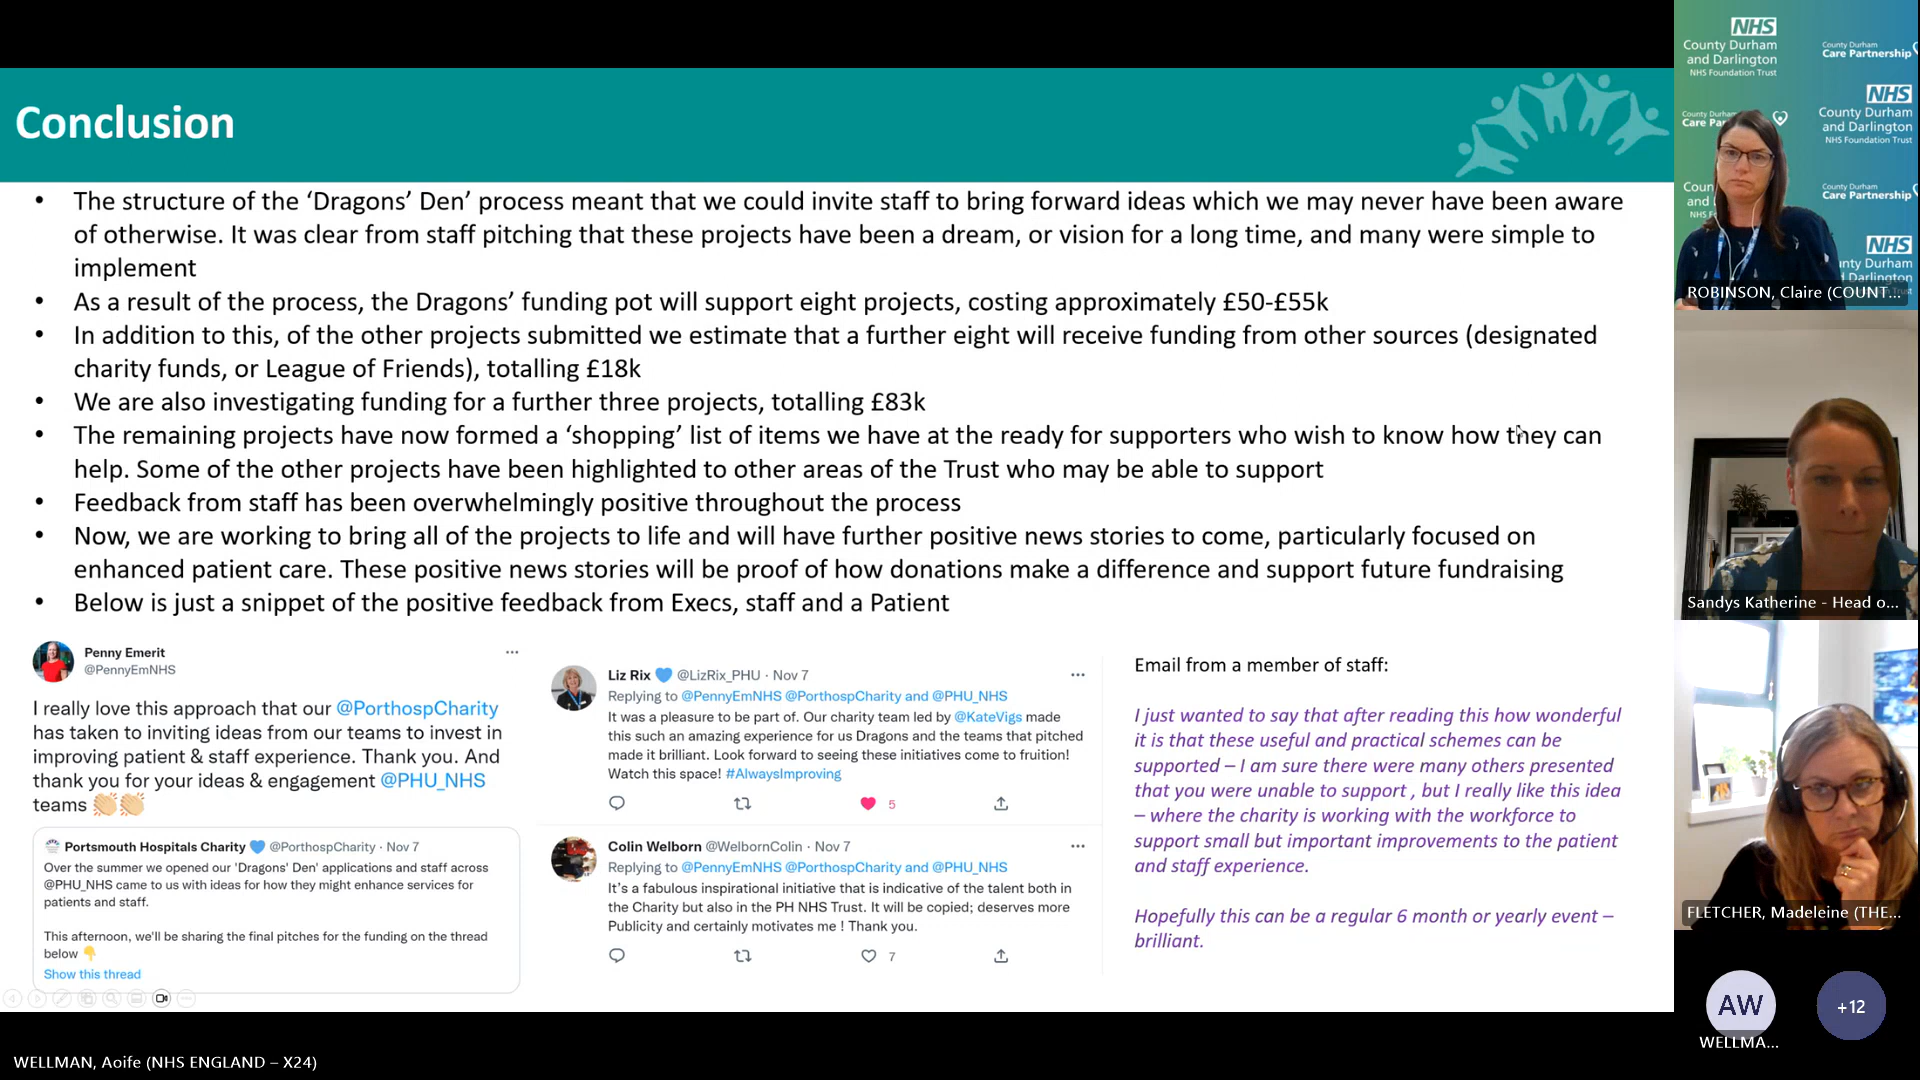 Conclusion
• The structure of the ‘Dragons’ Den’ process meant that we could invite staff to bring forward ideas which we may never have been aware
of otherwise. It was clear from staff pitching that these projects have been a dream, or vision for a long time, and many were simple to
implement
• As a result of the process, the Dragons’ funding pot will support eight projects, costing approximately £50-£55k
• In addition to this, of the other projects submitted we estimate that a further eight will receive funding from other sources (designated
charity funds, or League of Friends), totalling £18k
• We are also investigating funding for a further three projects, totalling £83k
• The remaining projects have now formed a ‘shopping’ list of items we have at the ready for supporters who wish to know how they can
help. Some of the other projects have been highlighted to other areas of the Trust who may be able to support
• Feedback from staff has been overwhelmingly positive throughout the process
• Now, we are working to bring all of the projects to life and will have further positive news stories to come, particularly focused on
enhanced patient care. These positive news stories will be proof of how donations make a difference and support future fundraising
• Below is just a snippet of the positive feedback from Execs, staff and a Patient
Penny Emerit
@PennyEmNHS
I really love this approach that our @PorthospCharity
has taken to inviting ideas from our teams to invest in
improving patient & staff experience. Thank you. And
thank you for your ideas & engagement @PHU_NHS
teams 👏🏻👏🏻
Portsmouth Hospitals Charity 💙 @PorthospCharity · Nov 7
Over the summer we opened our 'Dragons' Den' applications and staff across
@PHU_NHS came to us with ideas for how they might enhance services for
patients and staff.
This afternoon, we'll be sharing the final pitches for the funding on the thread
below 👇
Show this thread
Liz Rix 💙 @LizRix_PHU · Nov 7
Replying to @PennyEmNHS @PorthospCharity and @PHU_NHS
It was a pleasure to be part of. Our charity team led by @KateVigs made
this such an amazing experience for us Dragons and the teams that pitched
made it brilliant. Look forward to seeing these initiatives come to fruition!
Watch this space! #AlwaysImproving
5
Colin Welborn @WelbornColin · Nov 7
Replying to @PennyEmNHS @PorthospCharity and @PHU_NHS
It's a fabulous inspirational initiative that is indicative of the talent both in
the Charity but also in the PH NHS Trust. It will be copied; deserves more
Publicity and certainly motivates me ! Thank you.
7
Email from a member of staff:
I just wanted to say that after reading this how wonderful
it is that these useful and practical schemes can be
supported – I am sure there were many others presented
that you were unable to support , but I really like this idea
– where the charity is working with the workforce to
support small but important improvements to the patient
and staff experience.
Hopefully this can be a regular 6 month or yearly event –
brilliant.
NHS
County Durham
and Darlington
NHS Foundation Trust
County Durham
Care Partnership
NHS
County Durham
and Darlington
NHS Foundation Trust
County Durham
Care Partnership
NHS
Darlington
ROBINSON, Claire (COUNT...
Sandys Katherine - Head o...
FLETCHER, Madeleine (THE...
AW
+12
WELLMA...
WELLMAN, Aoife (NHS ENGLAND – X24)